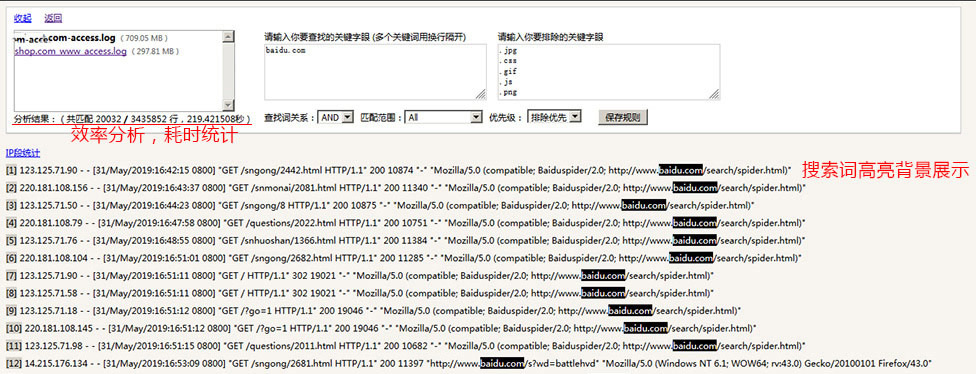 收起 返回
com-access.log ( 709.05 MB )
shop.com_www_access.log ( 297.81 MB )
分析结果：（共匹配 20032 / 3435852 行，219.421508秒）
效率分析，耗时统计
请输入你要查找的关键字眼 (多个关键词用换行隔开)
baidu.com
请输入你要排除的关键字眼
.jpg
.css
.gif
.js
.png
查找词关系： AND 匹配范围： All 优先级： 排除优先 保存规则
IP段统计
搜索词高亮背景展示
[1] 123.125.71.90 - - [31/May/2019:16:42:15 0800] "GET /sngong/2442.html HTTP/1.1" 200 10874 "-" "Mozilla/5.0 (compatible; Baiduspider/2.0; http://www.baidu.com/search/spider.html)"
[2] 220.181.108.156 - - [31/May/2019:16:43:37 0800] "GET /snmonai/2081.html HTTP/1.1" 200 11340 "-" "Mozilla/5.0 (compatible; Baiduspider/2.0; http://www.baidu.com/search/spider.html)"
[3] 123.125.71.50 - - [31/May/2019:16:44:23 0800] "GET /sngong/8 HTTP/1.1" 200 10875 "-" "Mozilla/5.0 (compatible; Baiduspider/2.0; http://www.baidu.com/search/spider.html)"
[4] 220.181.108.79 - - [31/May/2019:16:47:58 0800] "GET /questions/2022.html HTTP/1.1" 200 10751 "-" "Mozilla/5.0 (compatible; Baiduspider/2.0; http://www.baidu.com/search/spider.html)"
[5] 123.125.71.76 - - [31/May/2019:16:48:55 0800] "GET /snhuoshan/1366.html HTTP/1.1" 200 11384 "-" "Mozilla/5.0 (compatible; Baiduspider/2.0; http://www.baidu.com/search/spider.html)"
[6] 220.181.108.104 - - [31/May/2019:16:51:01 0800] "GET /sngong/2682.html HTTP/1.1" 200 11285 "-" "Mozilla/5.0 (compatible; Baiduspider/2.0; http://www.baidu.com/search/spider.html)"
[7] 123.125.71.90 - - [31/May/2019:16:51:11 0800] "GET / HTTP/1.1" 302 19021 "-" "Mozilla/5.0 (compatible; Baiduspider/2.0; http://www.baidu.com/search/spider.html)"
[8] 123.125.71.58 - - [31/May/2019:16:51:11 0800] "GET / HTTP/1.1" 302 19021 "-" "Mozilla/5.0 (compatible; Baiduspider/2.0; http://www.baidu.com/search/spider.html)"
[9] 123.125.71.18 - - [31/May/2019:16:51:12 0800] "GET /?go=1 HTTP/1.1" 200 19046 "-" "Mozilla/5.0 (compatible; Baiduspider/2.0; http://www.baidu.com/search/spider.html)"
[10] 220.181.108.145 - - [31/May/2019:16:51:12 0800] "GET /?go=1 HTTP/1.1" 200 19046 "-" "Mozilla/5.0 (compatible; Baiduspider/2.0; http://www.baidu.com/search/spider.html)"
[11] 123.125.71.98 - - [31/May/2019:16:51:15 0800] "GET /questions/2011.html HTTP/1.1" 200 10682 "-" "Mozilla/5.0 (compatible; Baiduspider/2.0; http://www.baidu.com/search/spider.html)"
[12] 14.215.176.134 - - [31/May/2019:16:53:09 0800] "GET /sngong/2681.html HTTP/1.1" 200 11397 "http://www.baidu.com/s?wd=battlehvd" "Mozilla/5.0 (Windows NT 6.1; WOW64; rv:43.0) Gecko/20100101 Firefox/43.0"